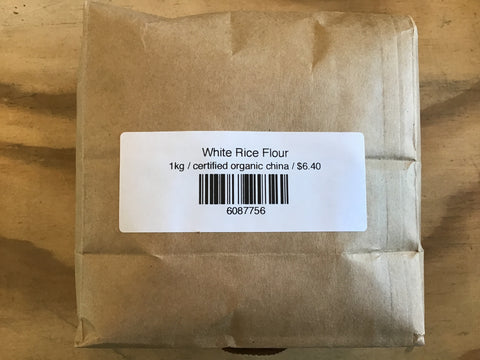 White Rice Flour
1kg / certified organic china / $6.40
6087756